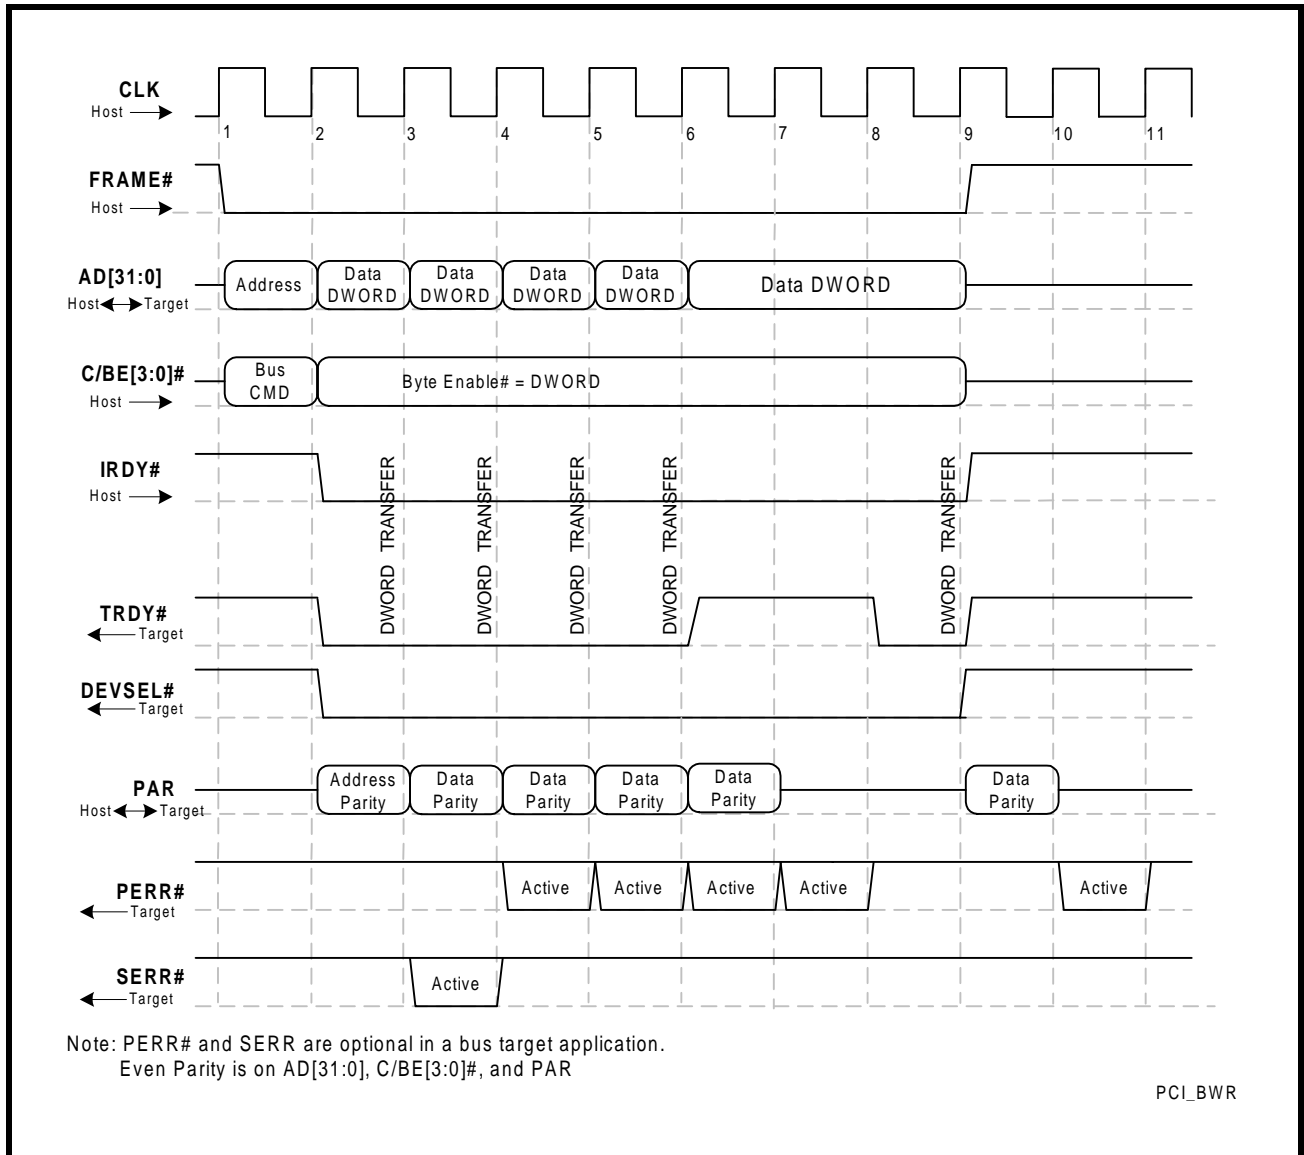 CLK
Host
1 2 3 4 5 6 7 8 9 10 11
FRAME#
Host
AD[31:0]
Host Target
Address
Data
DWORD
Data
DWORD
Data
DWORD
Data
DWORD
Data DWORD
C/BE[3:0]#
Host
Bus
CMD
Byte Enable# = DWORD
IRDY#
Host
DWORD TRANSFER
DWORD TRANSFER
DWORD TRANSFER
DWORD TRANSFER
DWORD TRANSFER
TRDY#
Target
DEVSEL#
Target
PAR
Host Target
Address
Parity
Data
Parity
Data
Parity
Data
Parity
Data
Parity
Data
Parity
PERR#
Target
Active
Active
Active
Active
Active
SERR#
Target
Active
Note: PERR# and SERR are optional in a bus target application.
Even Parity is on AD[31:0], C/BE[3:0]#, and PAR
PCI_BWR